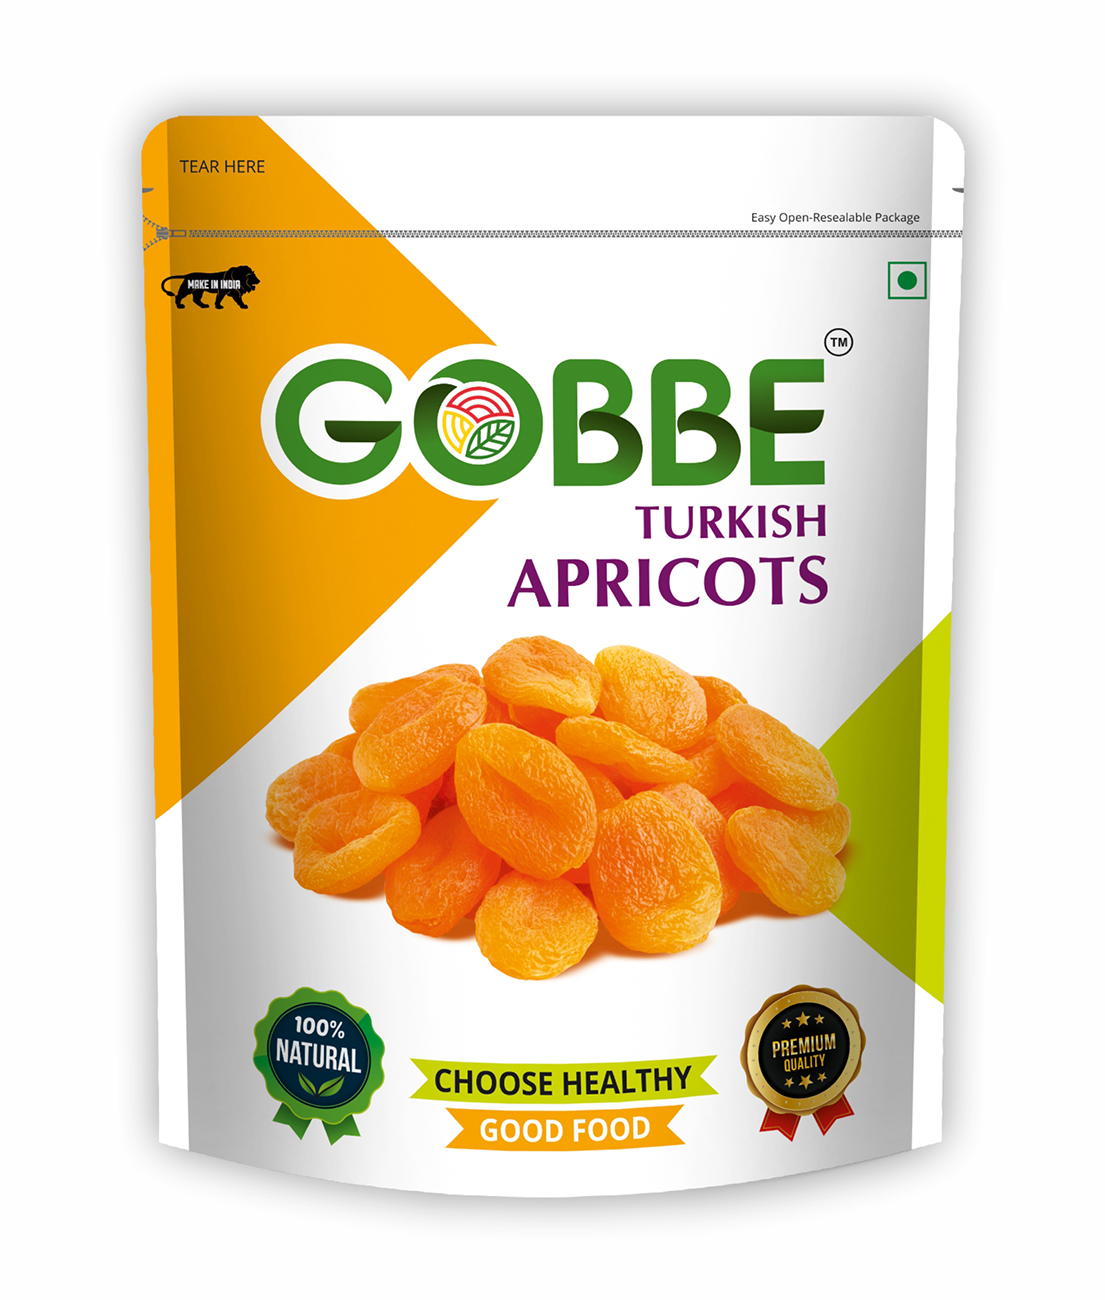 TEAR HERE
Easy Open-Resealable Package
MAKE IN INDIA
GOBBE TM
TURKISH
APRICOTS
100%
NATURAL
PREMIUM
QUALITY
CHOOSE HEALTHY
GOOD FOOD